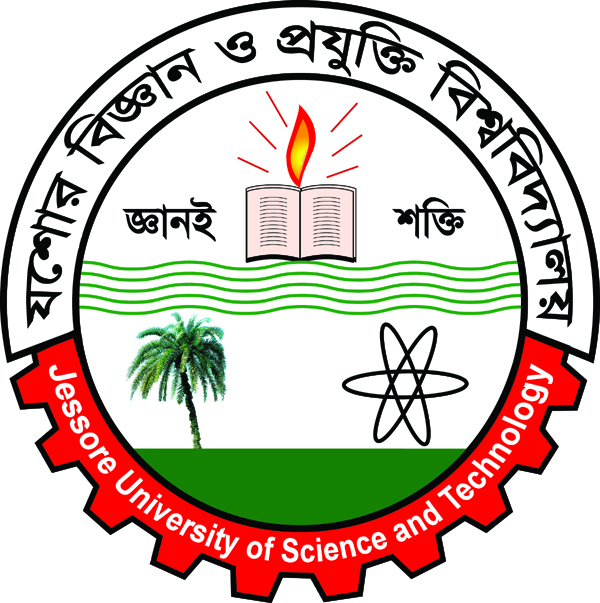 যশোর বিজ্ঞান ও প্রযুক্তি বিশ্ববিদ্যালয়
জ্ঞানই শক্তি
Jessore University of Science and Technology